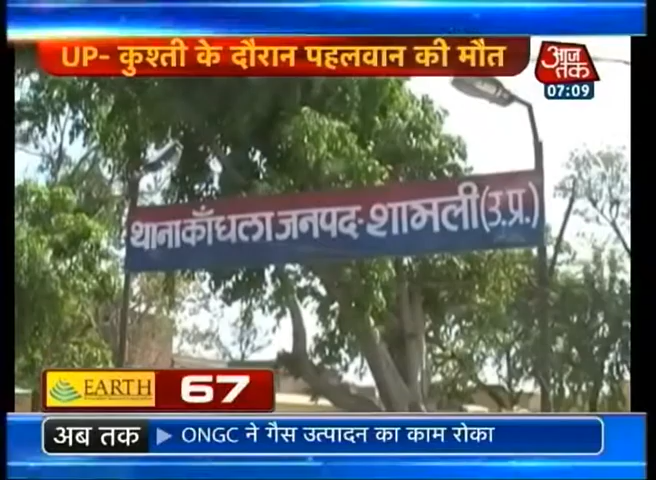 UP- कुश्ती के दौरान पहलवान की मौत
आज तक
07:09
थाना काँधला जनपद-शामली (उ.प्र.)
EARTH
67
अब तक
ONGC ने गैस उत्पादन का काम रोका